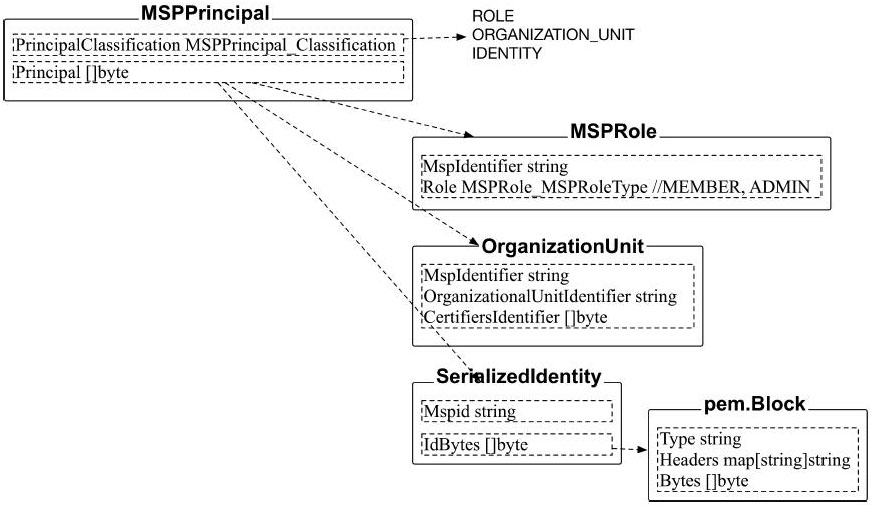 MSPPrincipal
PrincipalClassification MSPPrincipal_Classification
Principal []byte
ROLE
ORGANIZATION_UNIT
IDENTITY
MSPRole
MspIdentifier string
Role MSPRole_MSPRoleType //MEMBER, ADMIN
OrganizationUnit
MspIdentifier string
OrganizationalUnitIdentifier string
CertifiersIdentifier []byte
SerializedIdentity
Mspid string
IdBytes []byte
pem.Block
Type string
Headers map[string]string
Bytes []byte